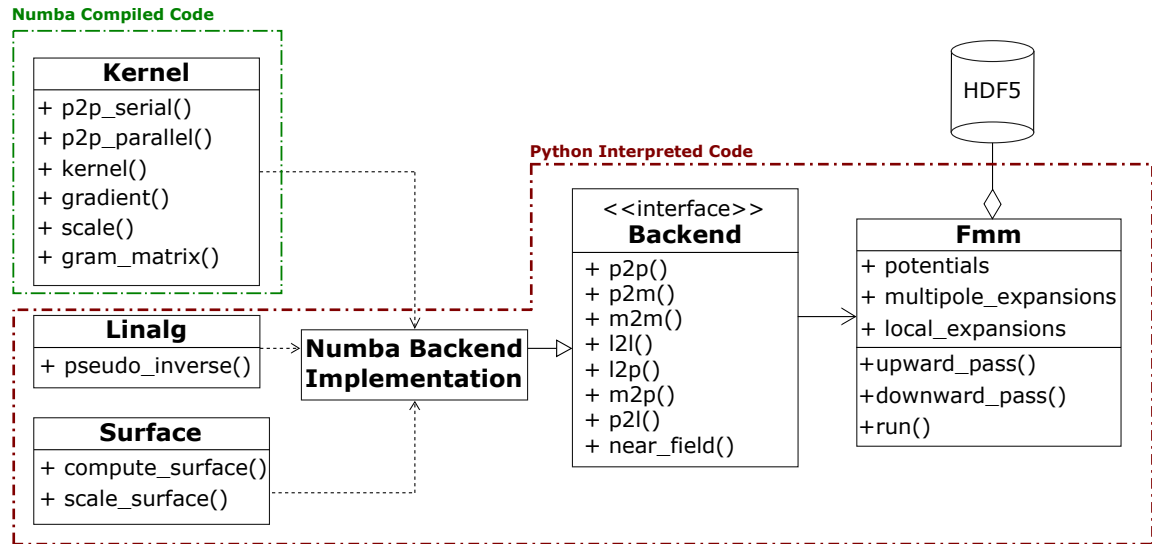 Numba Compiled Code
Kernel
+ p2p_serial()
+ p2p_parallel()
+ kernel()
+ gradient()
+ scale()
+ gram_matrix()
HDF5
Python Interpreted Code
<<interface>>
Backend
+ p2p()
+ p2m()
+ m2m()
+ l2l()
+ l2p()
+ m2p()
+ p2l()
+ near_field()
Fmm
+ potentials
+ multipole_expansions
+ local_expansions
+upward_pass()
+downward_pass()
+run()
Linalg
+ pseudo_inverse()
Numba Backend
Implementation
Surface
+ compute_surface()
+ scale_surface()